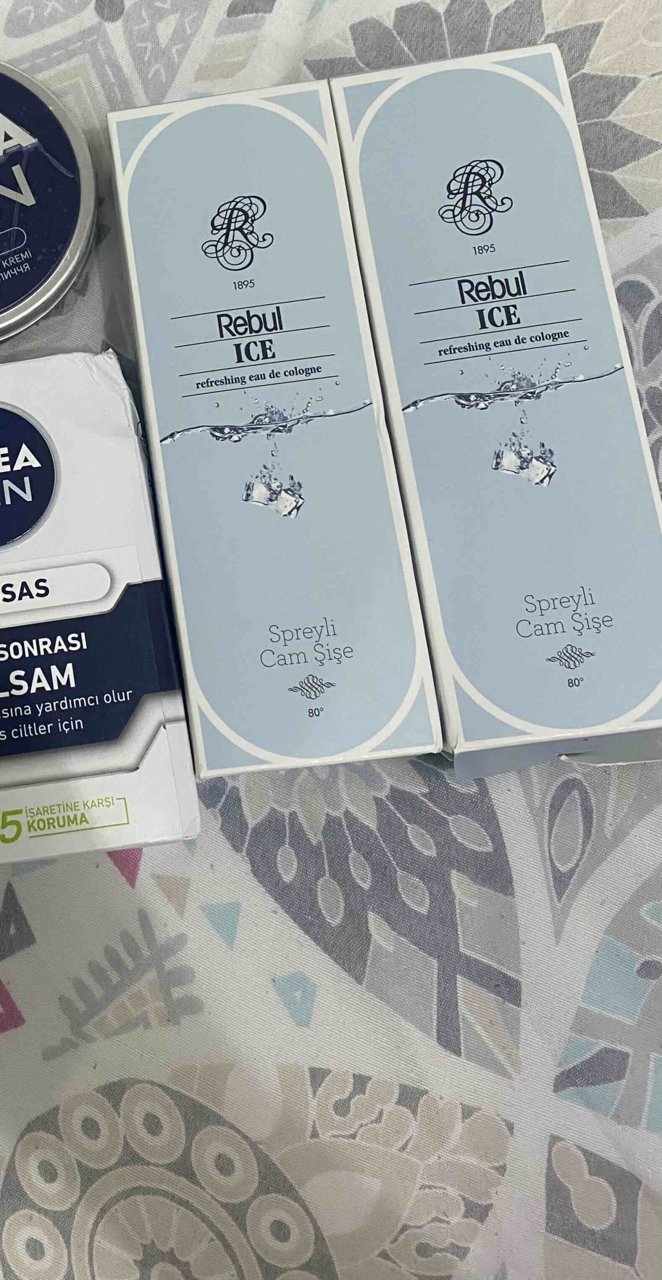 A
N
KREMİ
ЛИЧЧЯ
EA
N
SAS
SONRASI
LSAM
sına yardımcı olur
s ciltler için
5 İŞARETİNE KARŞI
KORUMA
R
1895
Rebul
ICE
refreshing eau de cologne
Spreyli
Cam Şişe
80°
R
1895
Rebul
ICE
refreshing eau de cologne
Spreyli
Cam Şişe
80°